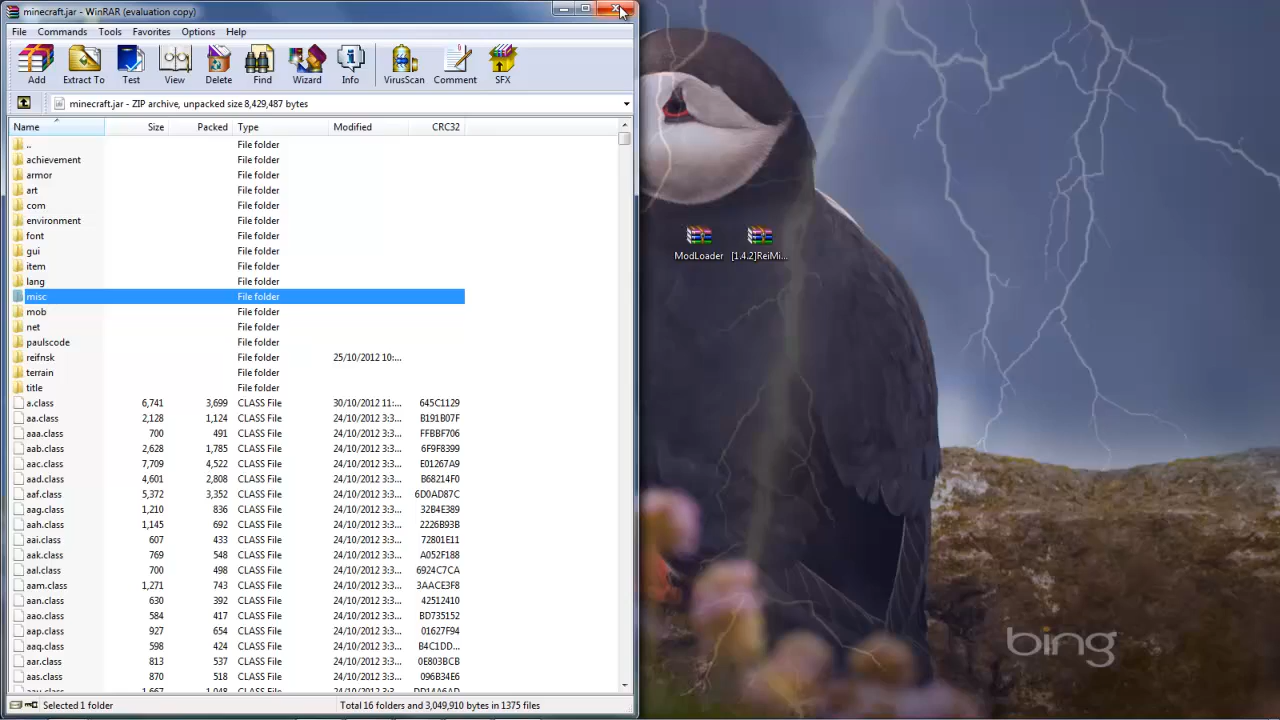 minecraft.jar - WinRAR (evaluation copy)
File Commands Tools Favorites Options Help
Add Extract To Test View Delete Find Wizard Info VirusScan Comment SFX
minecraft.jar - ZIP archive, unpacked size 8,429,487 bytes
Name Size Packed Type Modified CRC32
.. File folder
achievement File folder
armor File folder
art File folder
com File folder
environment File folder
font File folder
gui File folder
item File folder
lang File folder
misc File folder
mob File folder
net File folder
paulscode File folder
reifnsk File folder 25/10/2012 10:...
terrain File folder
title File folder
a.class 6,741 3,699 CLASS File 30/10/2012 11:... 645C1129
aa.class 2,128 1,124 CLASS File 24/10/2012 3:3... B191B07F
aaa.class 700 491 CLASS File 24/10/2012 3:3... FFBBF706
aab.class 2,628 1,785 CLASS File 24/10/2012 3:3... 6F9F8399
aac.class 7,709 4,522 CLASS File 24/10/2012 3:3... E01267A9
aad.class 4,601 2,808 CLASS File 24/10/2012 3:3... B68214F0
aaf.class 5,372 3,352 CLASS File 24/10/2012 3:3... 6D0AD87C
aag.class 1,210 836 CLASS File 24/10/2012 3:3... 32B4E389
aah.class 1,145 692 CLASS File 24/10/2012 3:3... 2226B93B
aai.class 607 433 CLASS File 24/10/2012 3:3... 72801E11
aak.class 769 548 CLASS File 24/10/2012 3:3... A052F188
aal.class 700 498 CLASS File 24/10/2012 3:3... 6924C7CA
aam.class 1,271 743 CLASS File 24/10/2012 3:3... 3AACE3F8
aan.class 630 392 CLASS File 24/10/2012 3:3... 42512410
aao.class 584 417 CLASS File 24/10/2012 3:3... BD735152
aap.class 927 654 CLASS File 24/10/2012 3:3... 01627F94
aaq.class 598 424 CLASS File 24/10/2012 3:3... B4C1DD...
aar.class 813 537 CLASS File 24/10/2012 3:3... 0E803BCB
aas.class 870 518 CLASS File 24/10/2012 3:3... 096B34E6
Selected 1 folder Total 16 folders and 3,049,910 bytes in 1375 files
ModLoader [1.4.2]ReiMi...
bing